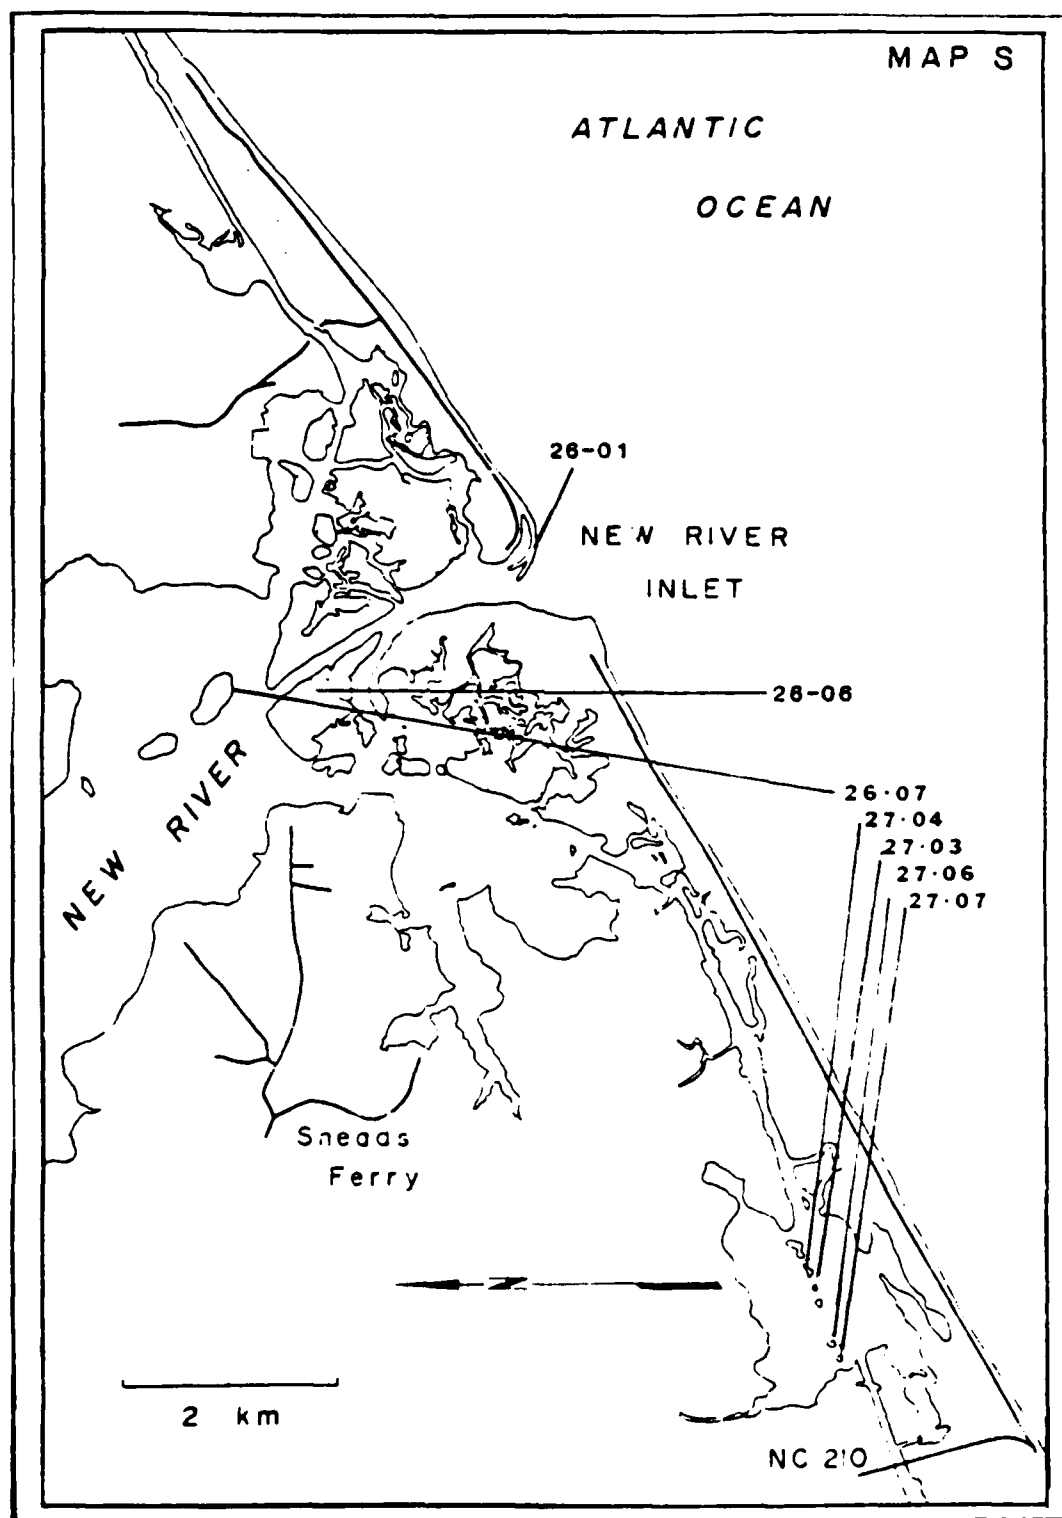 MAP S
ATLANTIC
OCEAN
26-01
NEW RIVER
INLET
26-06
26·07
27·04
27·03
27·06
27·07
NEW RIVER
Sneads
Ferry
N
2 km
NC 210